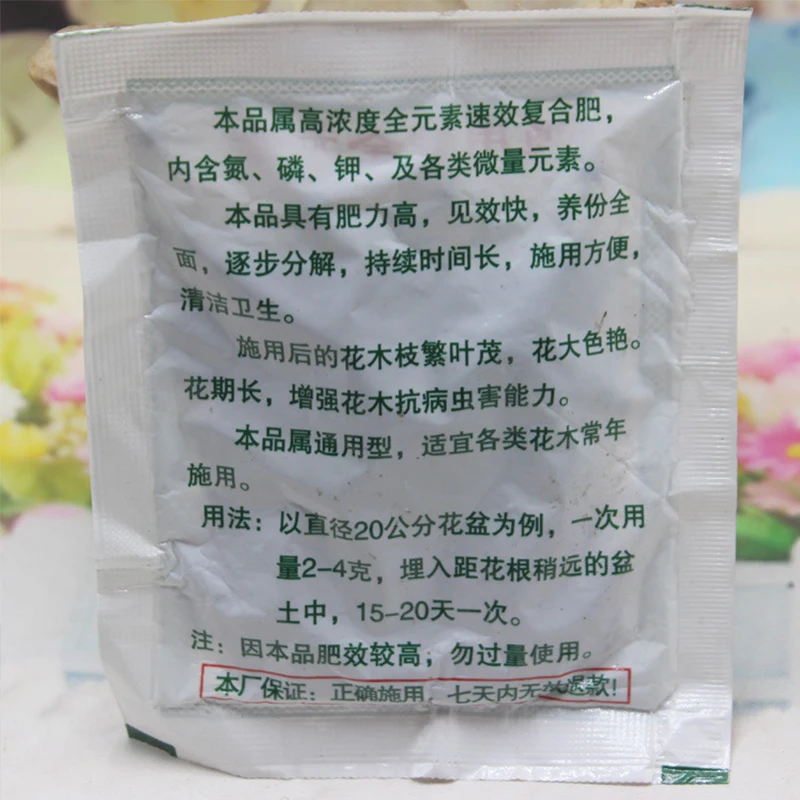 本品属高浓度全元素速效复合肥，
内含氮、磷、钾、及各类微量元素。
本品具有肥力高，见效快，养份全
面，逐步分解，持续时间长，施用方便，
清洁卫生。
施用后的花木枝繁叶茂，花大色艳。
花期长，增强花木抗病虫害能力。
本品属通用型，适宜各类花木常年
施用。
用法：以直径20公分花盆为例，一次用
量2-4克，埋入距花根稍远的盆
土中，15-20天一次。
注：因本品肥效较高；勿过量使用。
本厂保证：正确施用，七天内无效退款！